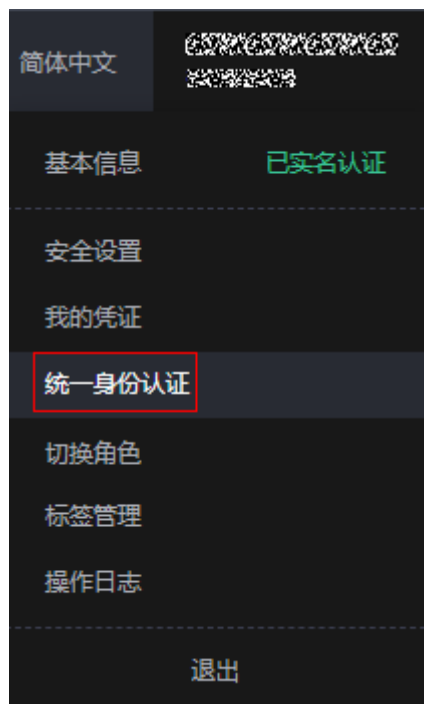 简体中文
基本信息 已实名认证
安全设置
我的凭证
统一身份认证
切换角色
标签管理
操作日志
退出